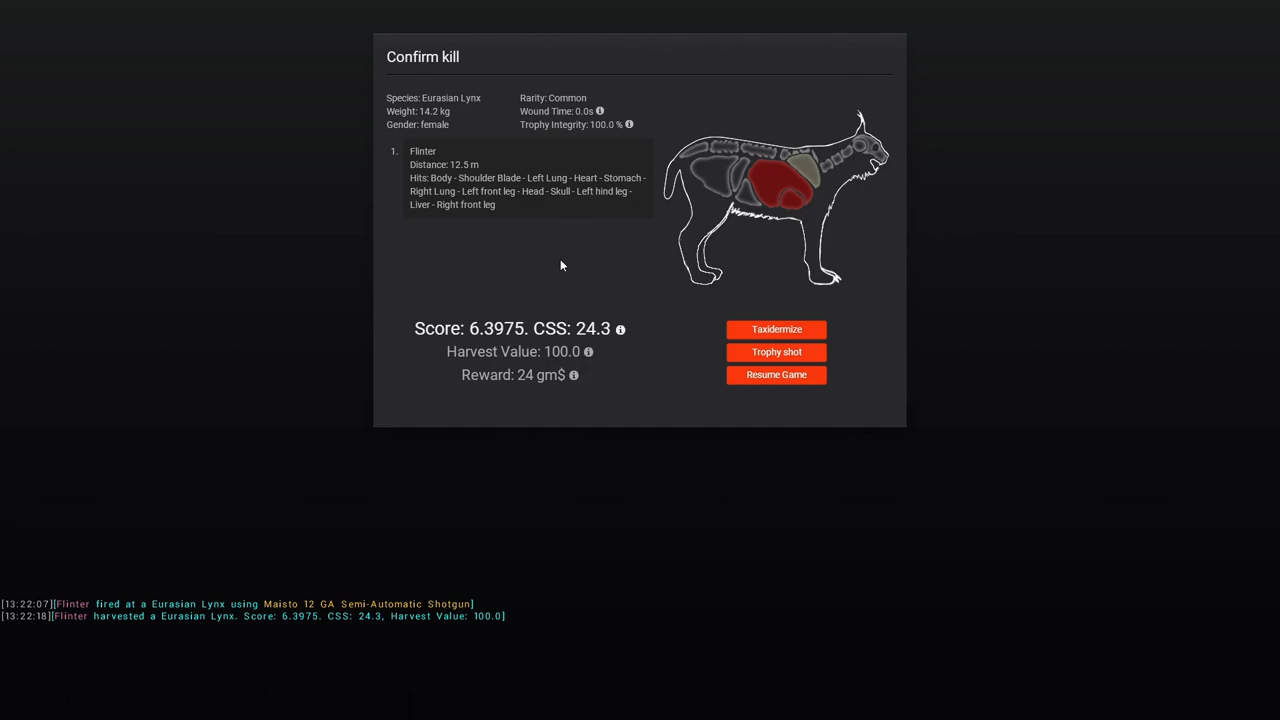 Confirm kill
Species: Eurasian Lynx
Rarity: Common
Weight: 14.2 kg
Wound Time: 0.0s
Gender: female
Trophy Integrity: 100.0 %
1.
Flinter
Distance: 12.5 m
Hits: Body - Shoulder Blade - Left Lung - Heart - Stomach -
Right Lung - Left front leg - Head - Skull - Left hind leg -
Liver - Right front leg
Score: 6.3975. CSS: 24.3
Harvest Value: 100.0
Reward: 24 gm$
Taxidermize
Trophy shot
Resume Game
[13:22:07][Flinter fired at a Eurasian Lynx using Maisto 12 GA Semi-Automatic Shotgun]
[13:22:18][Flinter harvested a Eurasian Lynx. Score: 6.3975. CSS: 24.3, Harvest Value: 100.0]